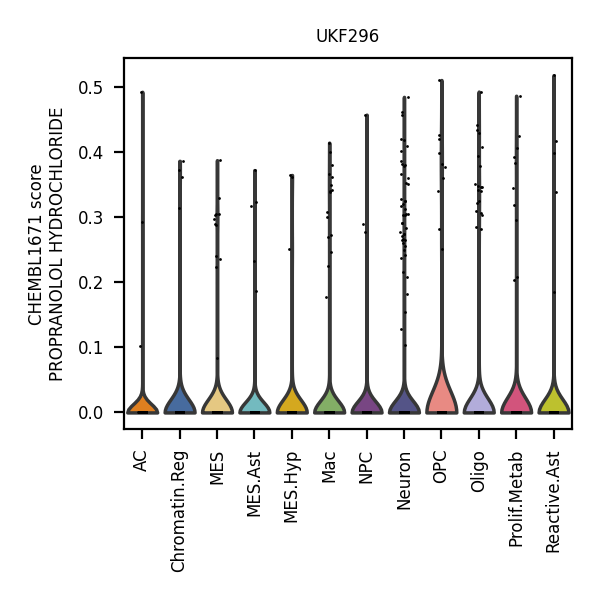 UKF296
CHEMBL1671 score
PROPRANOLOL HYDROCHLORIDE
0.5
0.4
0.3
0.2
0.1
0.0
AC
Chromatin.Reg
MES
MES.Ast
MES.Hyp
Mac
NPC
Neuron
OPC
Oligo
Prolif.Metab
Reactive.Ast